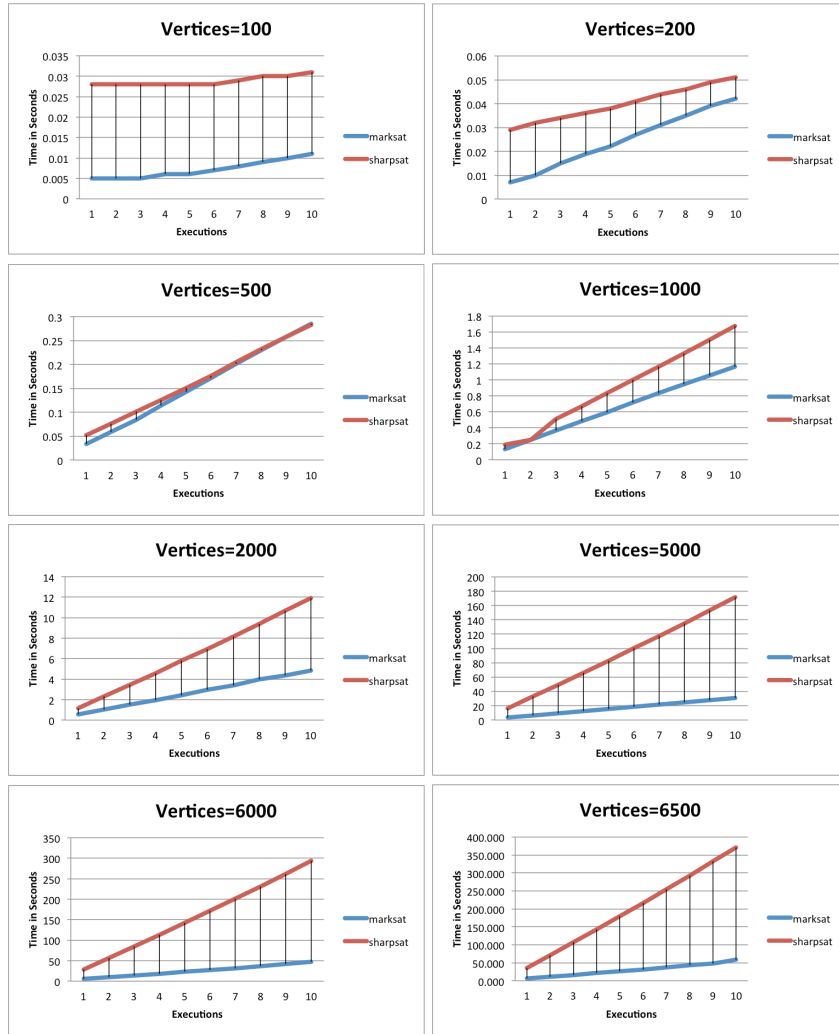 Vertices=100
0.035
0.03
0.025
0.02
0.015
0.01
0.005
0
Time in Seconds
1 2 3 4 5 6 7 8 9 10
Executions
marksat
sharpsat
Vertices=200
0.06
0.05
0.04
0.03
0.02
0.01
0
Time in Seconds
1 2 3 4 5 6 7 8 9 10
Executions
marksat
sharpsat
Vertices=500
0.3
0.25
0.2
0.15
0.1
0.05
0
Time in Seconds
1 2 3 4 5 6 7 8 9 10
Executions
marksat
sharpsat
Vertices=1000
1.8
1.6
1.4
1.2
1
0.8
0.6
0.4
0.2
0
Time in Seconds
1 2 3 4 5 6 7 8 9 10
Executions
marksat
sharpsat
Vertices=2000
14
12
10
8
6
4
2
0
Time in Seconds
1 2 3 4 5 6 7 8 9 10
Executions
marksat
sharpsat
Vertices=5000
200
180
160
140
120
100
80
60
40
20
0
Time in Seconds
1 2 3 4 5 6 7 8 9 10
Executions
marksat
sharpsat
Vertices=6000
350
300
250
200
150
100
50
0
Time in Seconds
1 2 3 4 5 6 7 8 9 10
Executions
marksat
sharpsat
Vertices=6500
400.000
350.000
300.000
250.000
200.000
150.000
100.000
50.000
0.000
Time in Seconds
1 2 3 4 5 6 7 8 9 10
Executions
marksat
sharpsat